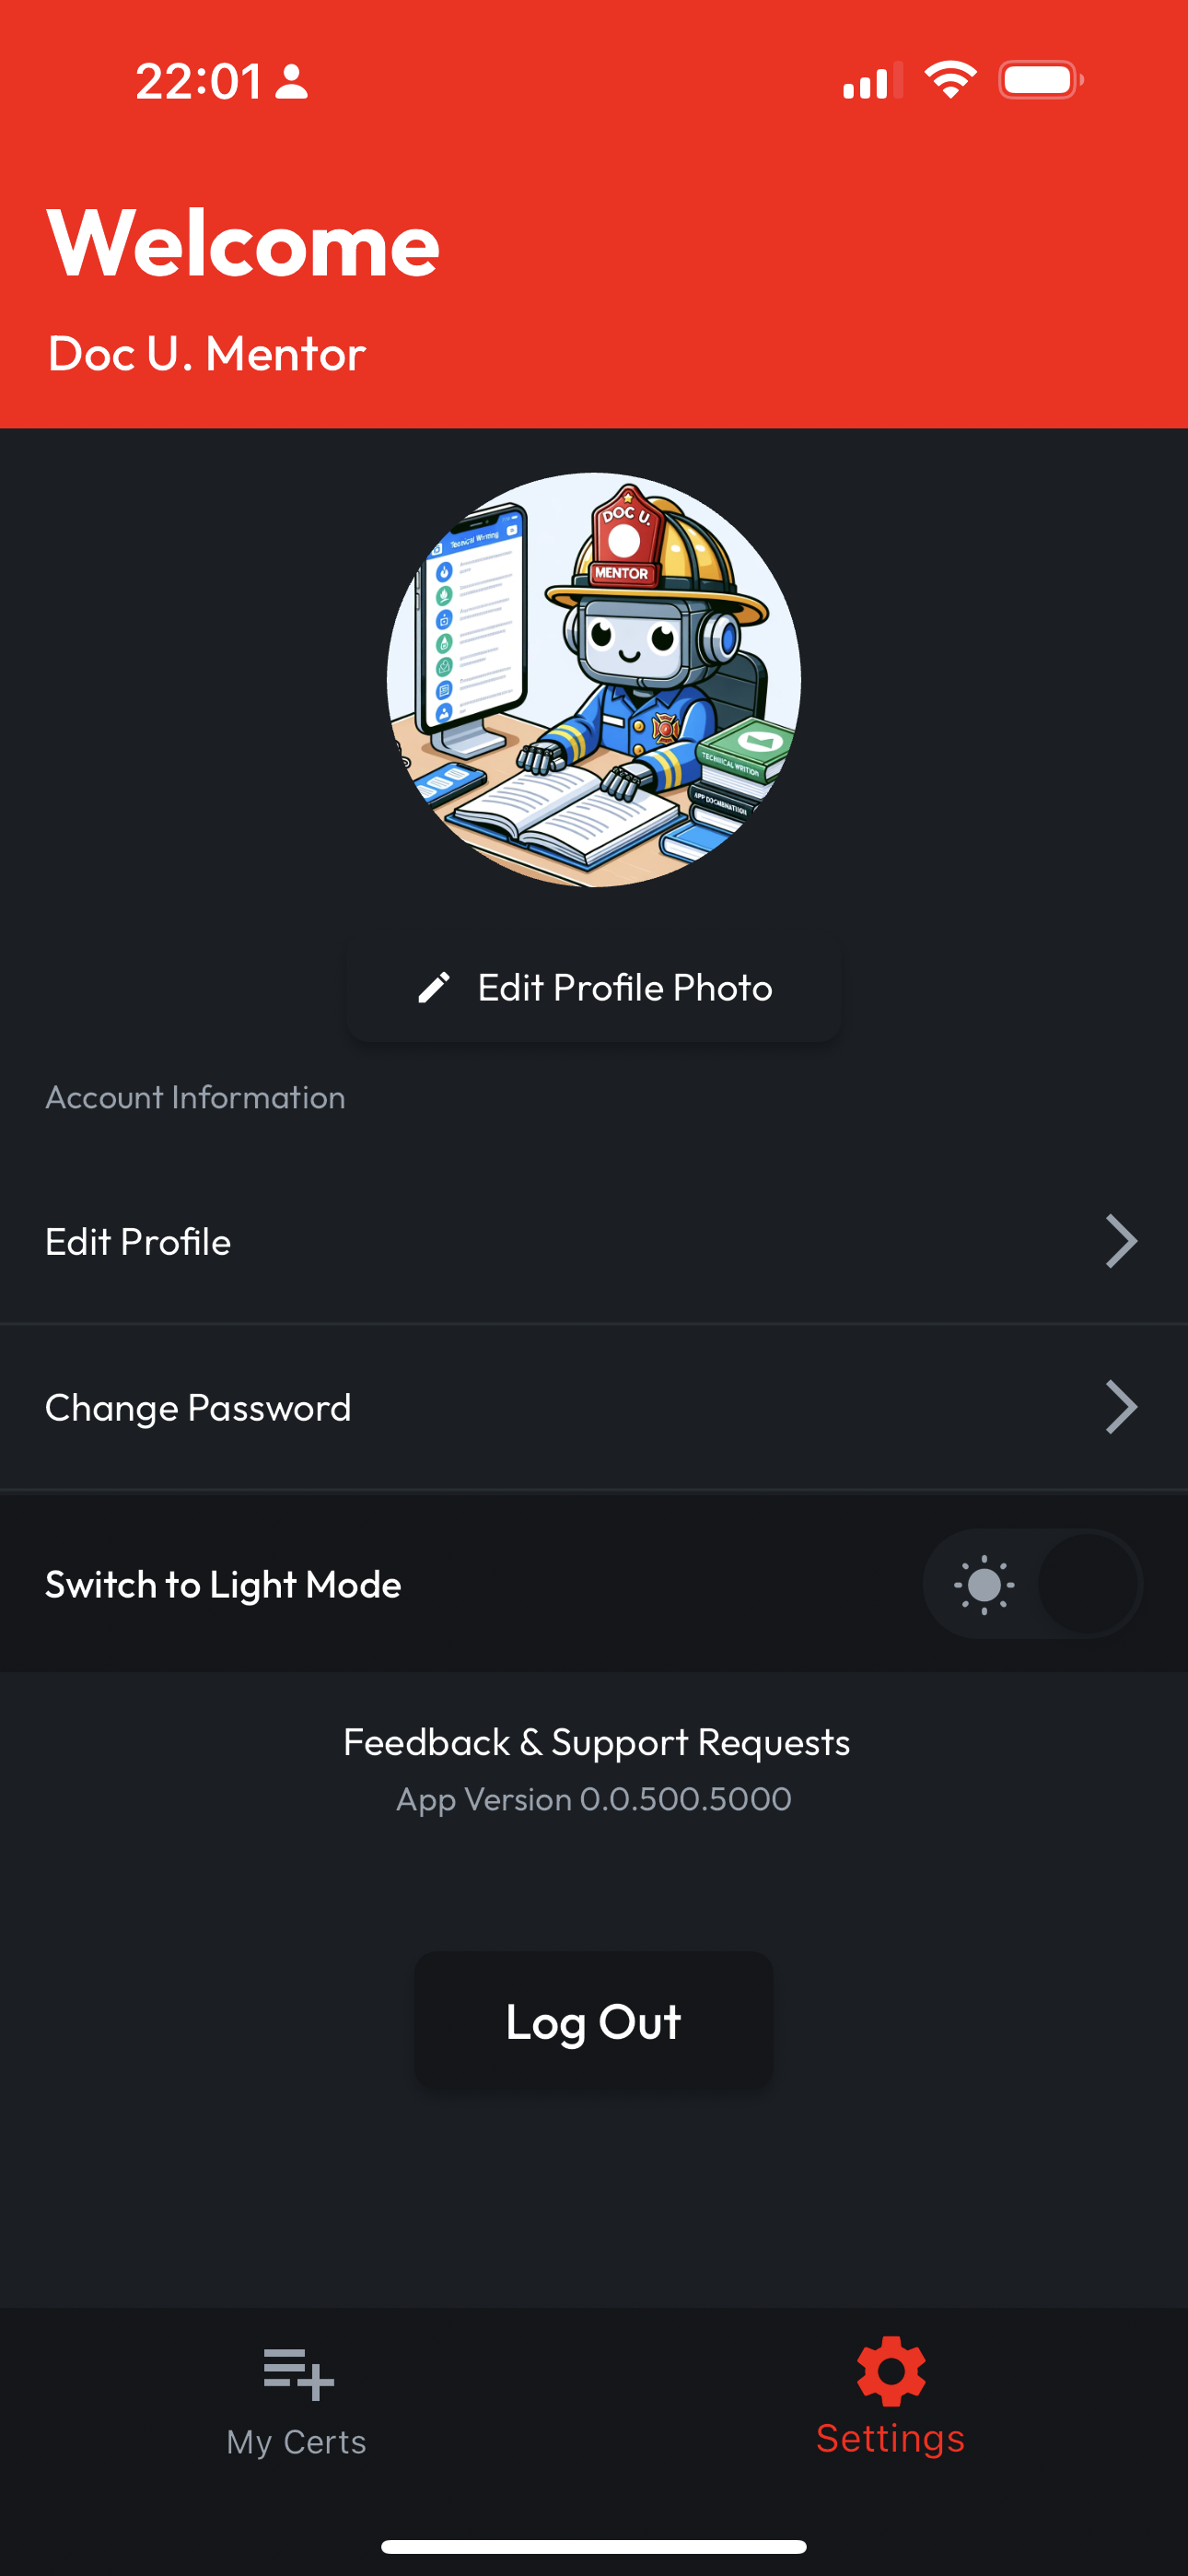 22:01
Welcome
Doc U. Mentor
DOC U.
MENTOR
Technical Writing
TECHNICAL WRITION
APP DOCMENATIION
Edit Profile Photo
Account Information
Edit Profile
Change Password
Switch to Light Mode
Feedback & Support Requests
App Version 0.0.500.5000
Log Out
My Certs
Settings